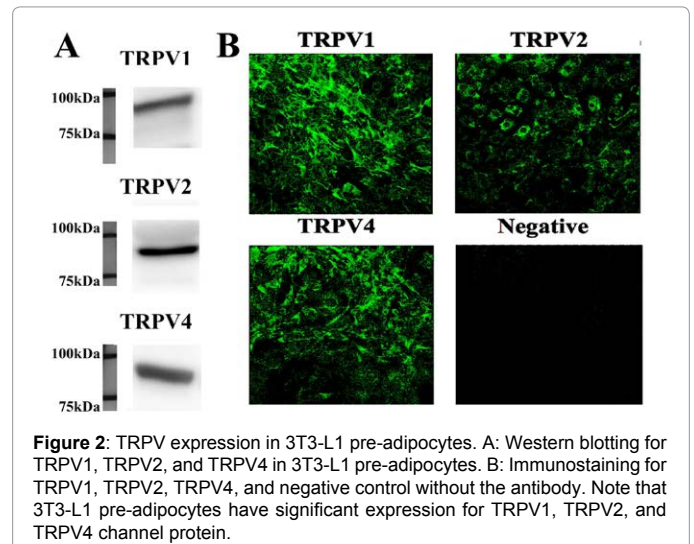 A
B
TRPV1
100kDa
75kDa
TRPV2
100kDa
75kDa
TRPV4
100kDa
75kDa
TRPV1
TRPV2
TRPV4
Negative
Figure 2: TRPV expression in 3T3-L1 pre-adipocytes. A: Western blotting for
TRPV1, TRPV2, and TRPV4 in 3T3-L1 pre-adipocytes. B: Immunostaining for
TRPV1, TRPV2, TRPV4, and negative control without the antibody. Note that
3T3-L1 pre-adipocytes have significant expression for TRPV1, TRPV2, and
TRPV4 channel protein.